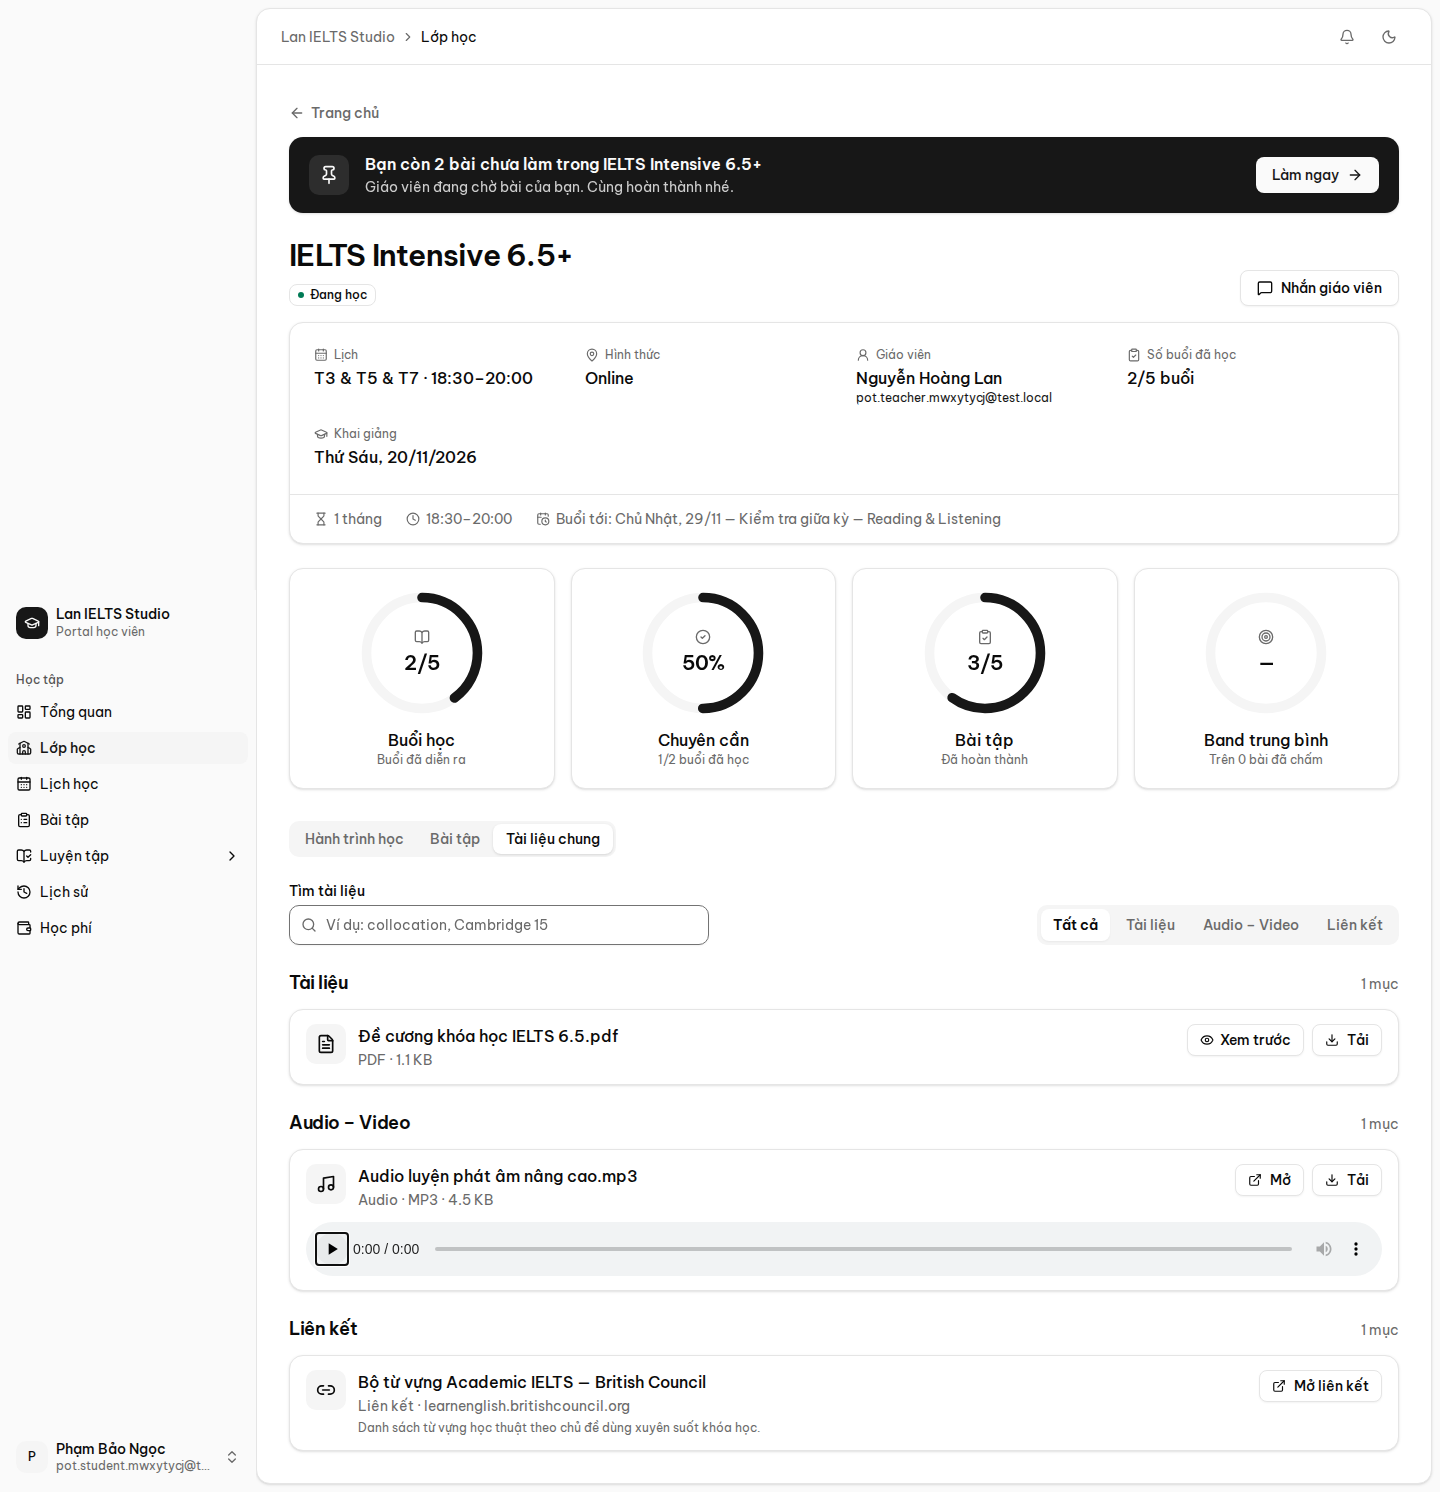 Lan IELTS Studio
Lớp học
Trang chủ
Bạn còn 2 bài chưa làm trong IELTS Intensive 6.5+
Giáo viên đang chờ bài của bạn. Cùng hoàn thành nhé.
Làm ngay
IELTS Intensive 6.5+
Đang học
Nhắn giáo viên
Lịch
T3 & T5 & T7 · 18:30–20:00
Hình thức
Online
Giáo viên
Nguyễn Hoàng Lan
pot.teacher.mwxytycj@test.local
Số buổi đã học
2/5 buổi
Khai giảng
Thứ Sáu, 20/11/2026
1 tháng
18:30–20:00
Buổi tới: Chủ Nhật, 29/11 — Kiểm tra giữa kỳ — Reading & Listening
2/5
Buổi học
Buổi đã diễn ra
50%
Chuyên cần
1/2 buổi đã học
3/5
Bài tập
Đã hoàn thành
—
Band trung bình
Trên 0 bài đã chấm
Lan IELTS Studio
Portal học viên
Học tập
Tổng quan
Lớp học
Lịch học
Bài tập
Luyện tập
Lịch sử
Học phí
Hành trình học
Bài tập
Tài liệu chung
Tìm tài liệu
Ví dụ: collocation, Cambridge 15
Tất cả
Tài liệu
Audio – Video
Liên kết
Tài liệu
1 mục
Đề cương khóa học IELTS 6.5.pdf
PDF · 1.1 KB
Xem trước
Tải
Audio – Video
1 mục
Audio luyện phát âm nâng cao.mp3
Audio · MP3 · 4.5 KB
Mở
Tải
0:00 / 0:00
Liên kết
1 mục
Bộ từ vựng Academic IELTS — British Council
Liên kết · learnenglish.britishcouncil.org
Danh sách từ vựng học thuật theo chủ đề dùng xuyên suốt khóa học.
Mở liên kết
P
Phạm Bảo Ngọc
pot.student.mwxytycj@t...